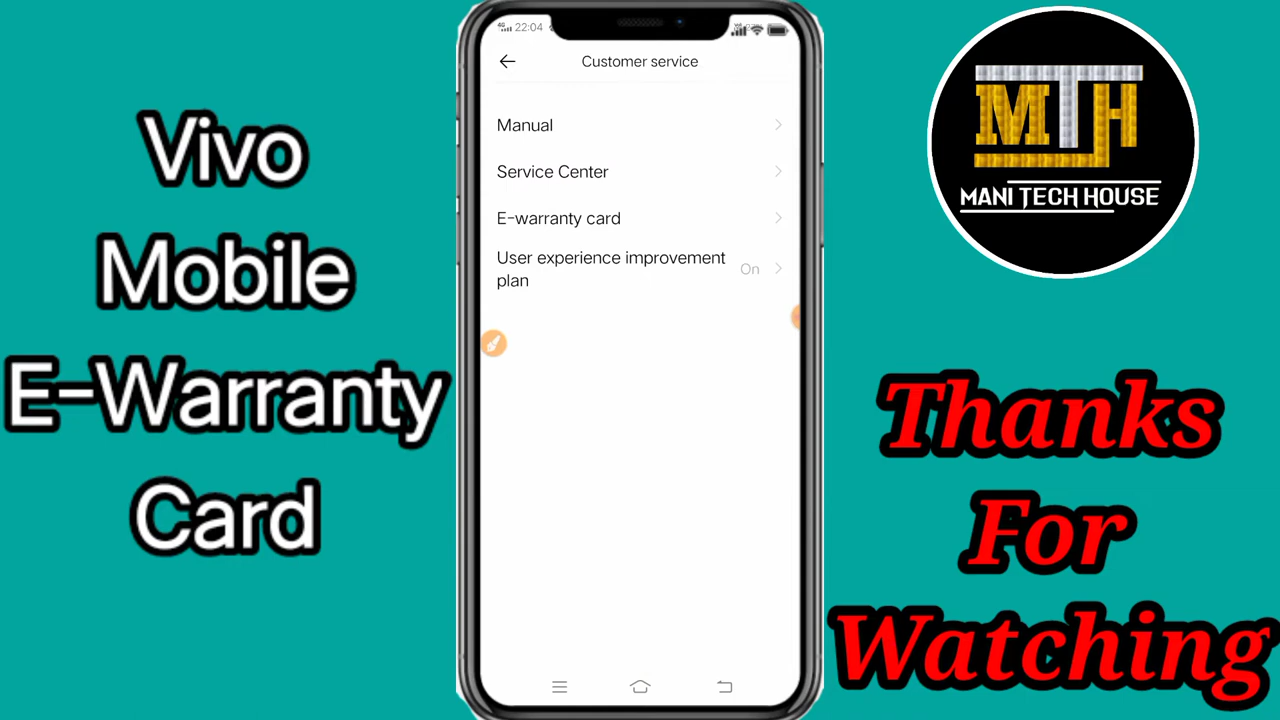 Vivo
Mobile
E-Warranty
Card
4G
22:04
Customer service
Manual
Service Center
E-warranty card
User experience improvement
plan
On
MTH
MANI TECH HOUSE
Thanks
For
Watching